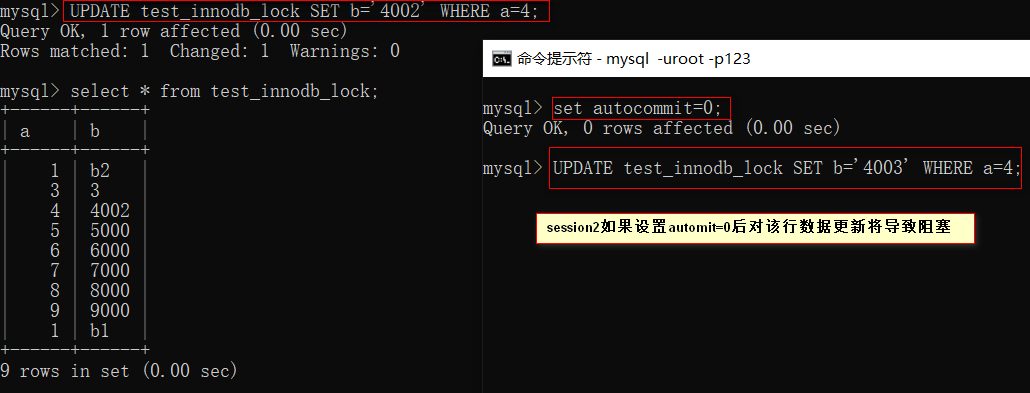 mysql> UPDATE test_innodb_lock SET b='4002' WHERE a=4;
Query OK, 1 row affected (0.00 sec)
Rows matched: 1  Changed: 1  Warnings: 0
mysql> select * from test_innodb_lock;
+------+------+
| a    | b    |
+------+------+
|    1 | b2   |
|    3 | 3    |
|    4 | 4002 |
|    5 | 5000 |
|    6 | 6000 |
|    7 | 7000 |
|    8 | 8000 |
|    9 | 9000 |
|    1 | b1   |
+------+------+
9 rows in set (0.00 sec)
命令提示符 - mysql  -uroot -p123
mysql> set autocommit=0;
Query OK, 0 rows affected (0.00 sec)
mysql> UPDATE test_innodb_lock SET b='4003' WHERE a=4;
session2如果设置automit=0后对该行数据更新将导致阻塞